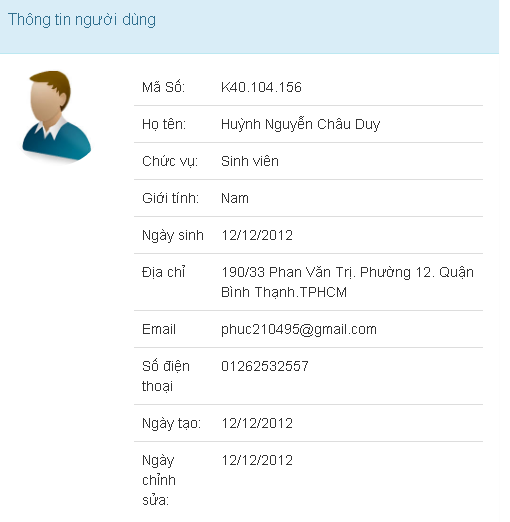 Thông tin người dùng
Mã Số: K40.104.156
Họ tên: Huỳnh Nguyễn Châu Duy
Chức vụ: Sinh viên
Giới tính: Nam
Ngày sinh 12/12/2012
Địa chỉ 190/33 Phan Văn Trị. Phường 12. Quận
Bình Thạnh.TPHCM
Email phuc210495@gmail.com
Số điện 01262532557
thoại
Ngày tạo: 12/12/2012
Ngày 12/12/2012
chỉnh
sửa: